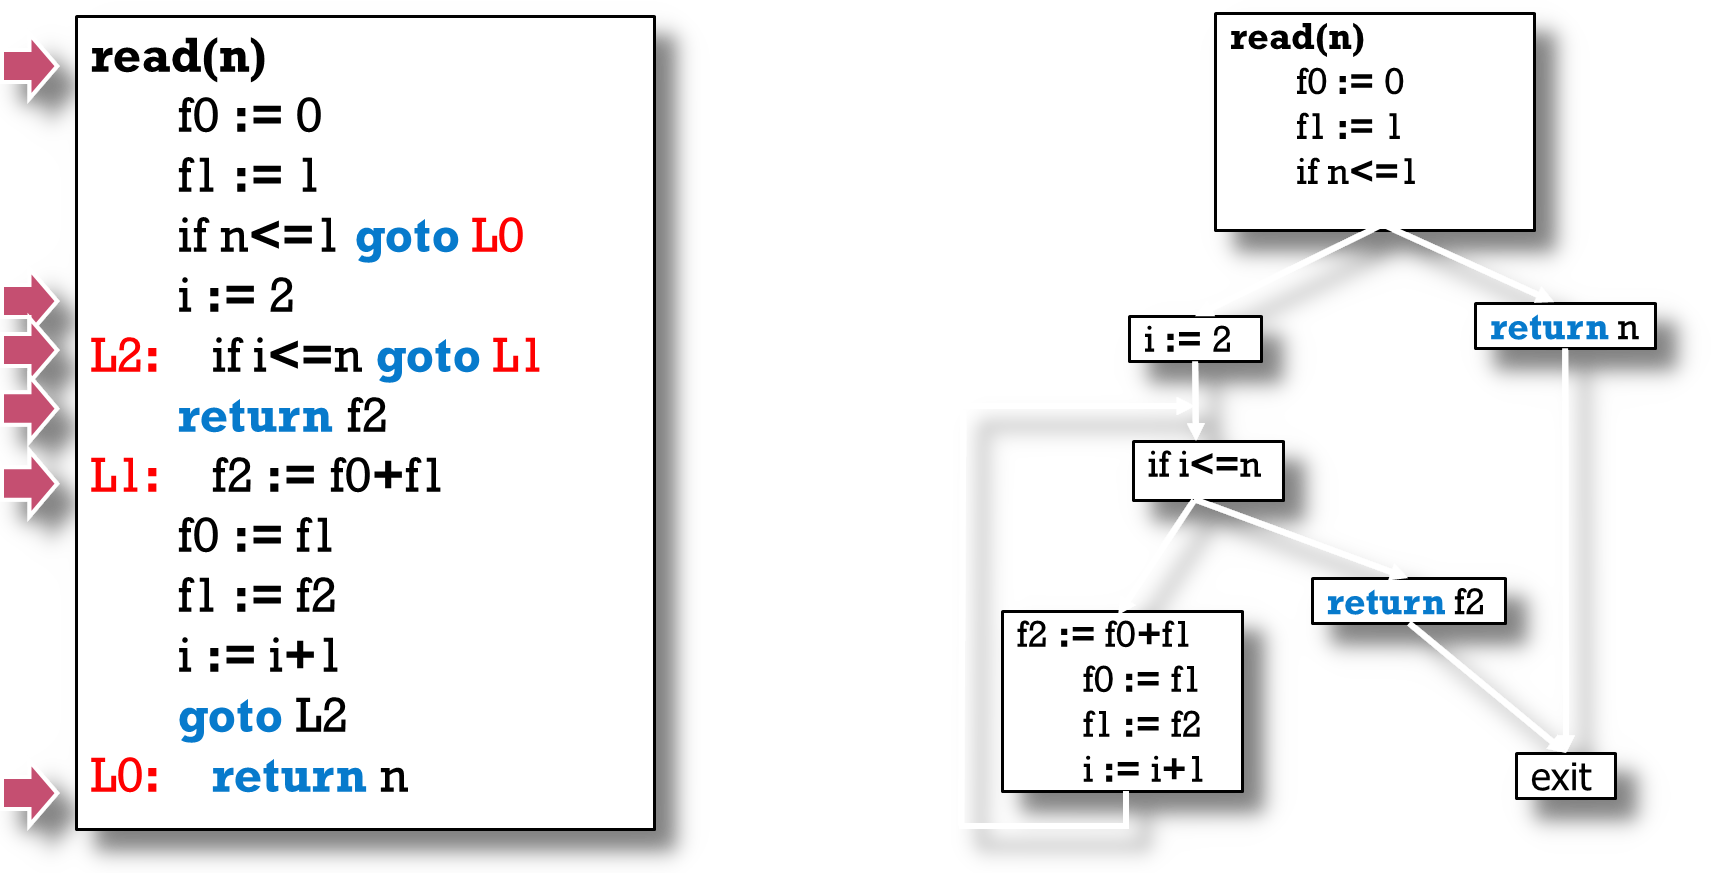 read(n)
f0 := 0
f1 := 1
if n<=1 goto L0
i := 2
L2: if i<=n goto L1
return f2
L1: f2 := f0+f1
f0 := f1
f1 := f2
i := i+1
goto L2
L0: return n
read(n)
f0 := 0
f1 := 1
if n<=1
i := 2
return n
if i<=n
return f2
f2 := f0+f1
f0 := f1
f1 := f2
i := i+1
exit